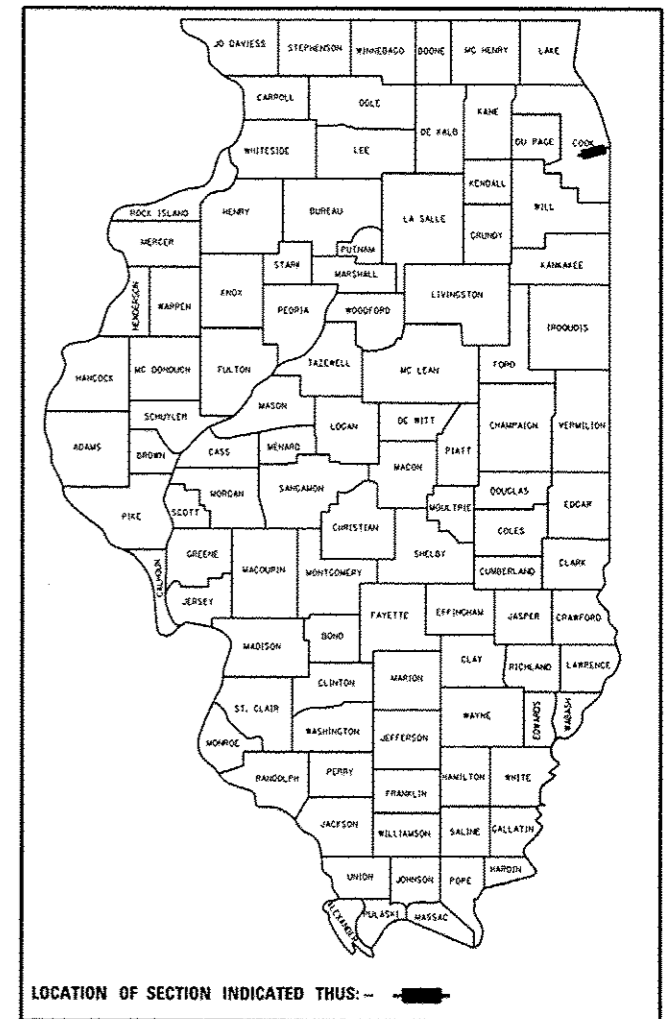 JO DAVIESS STEPHENSON WINNEBAGO BOONE MC HENRY LAKE
CARROLL OGLE KANE
DE KALB DU PAGE COOK
WHITESIDE LEE
KENDALL WILL
ROCK ISLAND HENRY BUREAU LA SALLE
GRUNDY
MERCER PUTNAM
STARK KANKAKEE
MARSHALL
HENDERSON WARREN KNOX PEORIA WOODFORD LIVINGSTON
IROQUOIS
HANCOCK MC DONOUGH FULTON TAZEWELL MC LEAN FORD
MASON
SCHUYLER LOGAN DE WITT CHAMPAIGN VERMILION
ADAMS BROWN CASS MENARD PIATT
MACON
MORGAN SANGAMON DOUGLAS
PIKE SCOTT MOULTRIE EDGAR
CHRISTIAN COLES
GREENE SHELBY
CALHOUN MACOUPIN MONTGOMERY CUMBERLAND CLARK
JERSEY
FAYETTE EFFINGHAM JASPER CRAWFORD
MADISON BOND
CLAY RICHLAND LAWRENCE
CLINTON MARION
ST. CLAIR WAYNE EDWARDS WABASH
WASHINGTON JEFFERSON
MONROE
RANDOLPH PERRY HAMILTON WHITE
FRANKLIN
JACKSON WILLIAMSON SALINE GALLATIN
HARDIN
UNION JOHNSON POPE
ALEXANDER PULASKI MASSAC
LOCATION OF SECTION INDICATED THUS: -